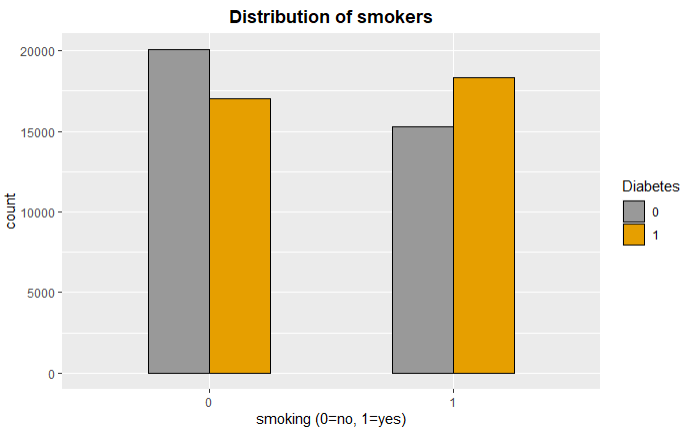 Distribution of smokers
20000
15000
10000
5000
0
count
0
1
smoking (0=no, 1=yes)
Diabetes
0
1